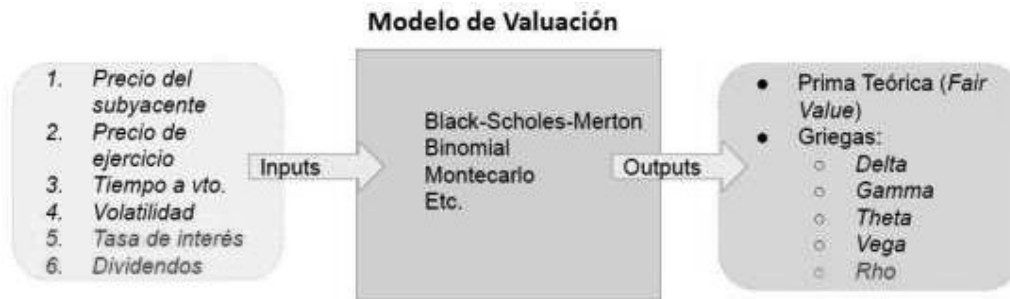 Modelo de Valuación
1. Precio del
subyacente
2. Precio de
ejercicio
3. Tiempo a vto.
4. Volatilidad
5. Tasa de interés
6. Dividendos
Inputs
Black-Scholes-Merton
Binomial
Montecarlo
Etc.
Outputs
● Prima Teórica (Fair
Value)
● Griegas:
○ Delta
○ Gamma
○ Theta
○ Vega
○ Rho